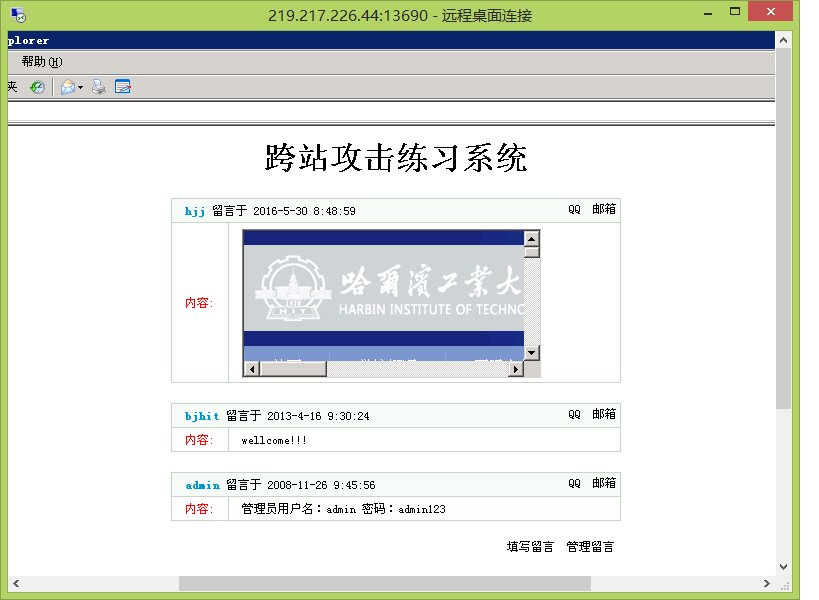 219.217.226.44:13690 - 远程桌面连接
plorer
帮助(H)
夹
跨站攻击练习系统
hjj 留言于 2016-5-30 8:48:59 QQ 邮箱
内容:
哈爾濱工業大
HARBIN INSTITUTE OF TECHNO
HIT
bjhit 留言于 2013-4-16 9:30:24 QQ 邮箱
内容: wellcome!!!
admin 留言于 2008-11-26 9:45:56 QQ 邮箱
内容: 管理员用户名：admin 密码：admin123
填写留言 管理留言